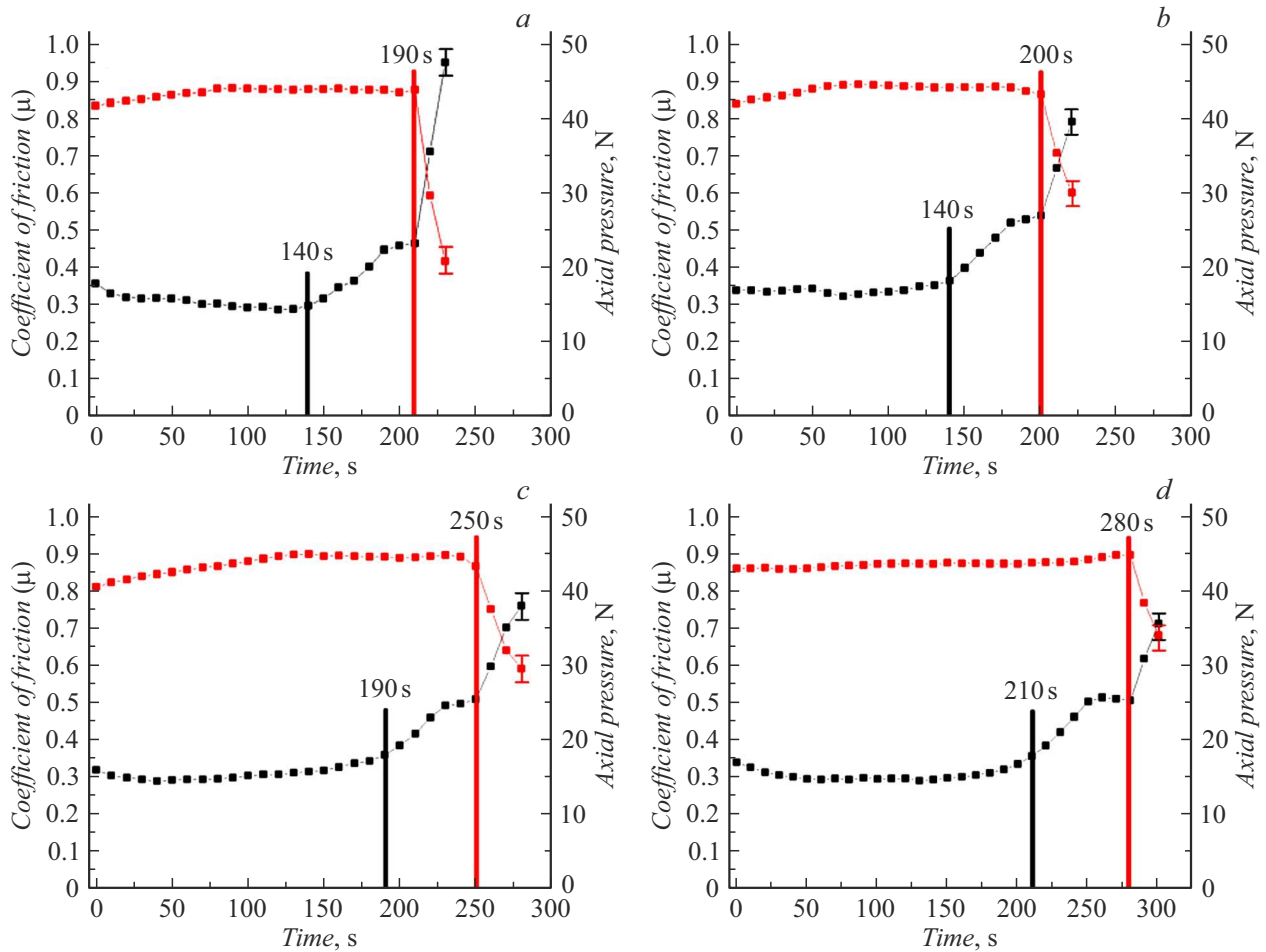 a
190 s
140 s
Coefficient of friction (μ)
1.0
0.9
0.8
0.7
0.6
0.5
0.4
0.3
0.2
0.1
0
50
40
30
20
10
0
Axial pressure, N
0 50 100 150 200 250 300
Time, s
b
200 s
140 s
Coefficient of friction (μ)
1.0
0.9
0.8
0.7
0.6
0.5
0.4
0.3
0.2
0.1
0
50
40
30
20
10
0
Axial pressure, N
0 50 100 150 200 250 300
Time, s
c
250 s
190 s
Coefficient of friction (μ)
1.0
0.9
0.8
0.7
0.6
0.5
0.4
0.3
0.2
0.1
0
50
40
30
20
10
0
Axial pressure, N
0 50 100 150 200 250 300
Time, s
d
280 s
210 s
Coefficient of friction (μ)
1.0
0.9
0.8
0.7
0.6
0.5
0.4
0.3
0.2
0.1
0
50
40
30
20
10
0
Axial pressure, N
0 50 100 150 200 250 300
Time, s